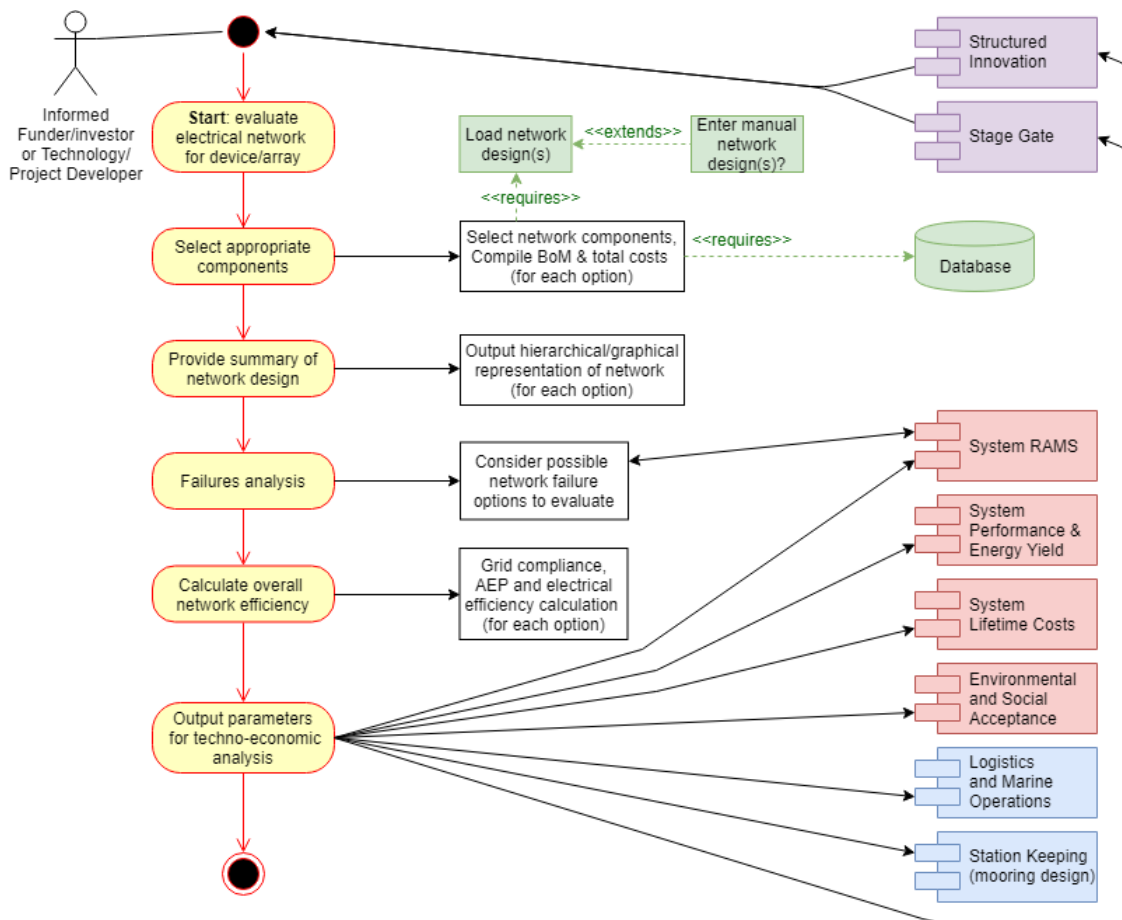 Informed
Funder/investor
or Technology/
Project Developer
Start: evaluate
electrical network
for device/array
Load network
design(s)
<<extends>>
Enter manual
network
design(s)?
Structured
Innovation
Stage Gate
<<requires>>
Select appropriate
components
Select network components,
Compile BoM & total costs
(for each option)
<<requires>>
Database
Provide summary of
network design
Output hierarchical/graphical
representation of network
(for each option)
Failures analysis
Consider possible
network failure
options to evaluate
System RAMS
System
Performance &
Energy Yield
Calculate overall
network efficiency
Grid compliance,
AEP and electrical
efficiency calculation
(for each option)
System
Lifetime Costs
Environmental
and Social
Acceptance
Output parameters
for techno-economic
analysis
Logistics
and Marine
Operations
Station Keeping
(mooring design)